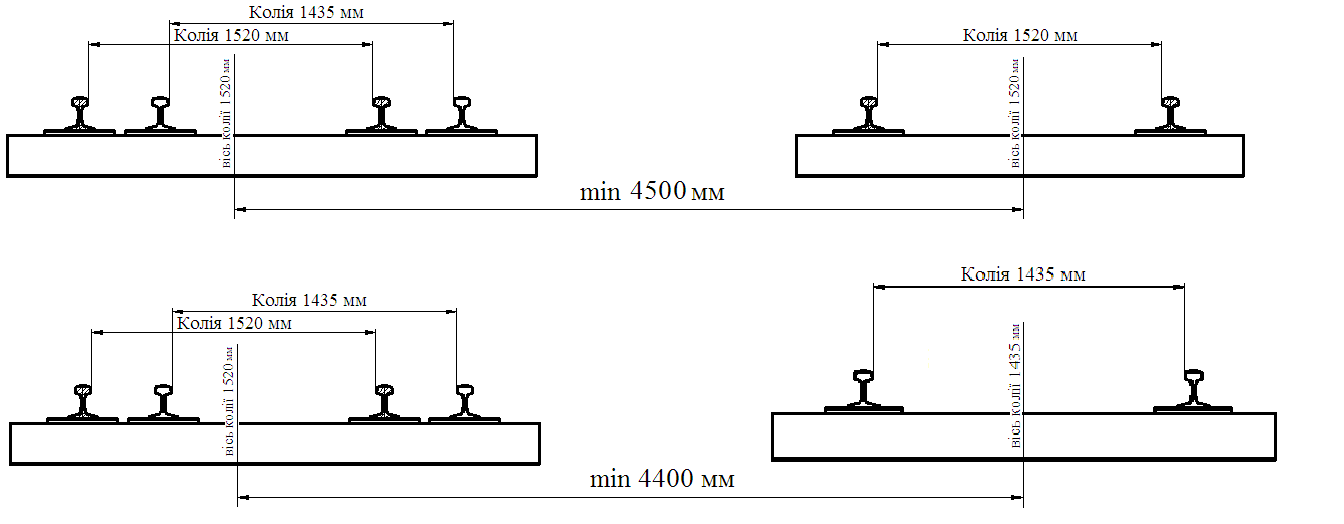 Колія 1435 мм
Колія 1520 мм
Колія 1520 мм
вісь колії 1520 мм
вісь колії 1520 мм
min 4500 мм
Колія 1435 мм
Колія 1435 мм
Колія 1520 мм
вісь колії 1520 мм
вісь колії 1435 мм
min 4400 мм